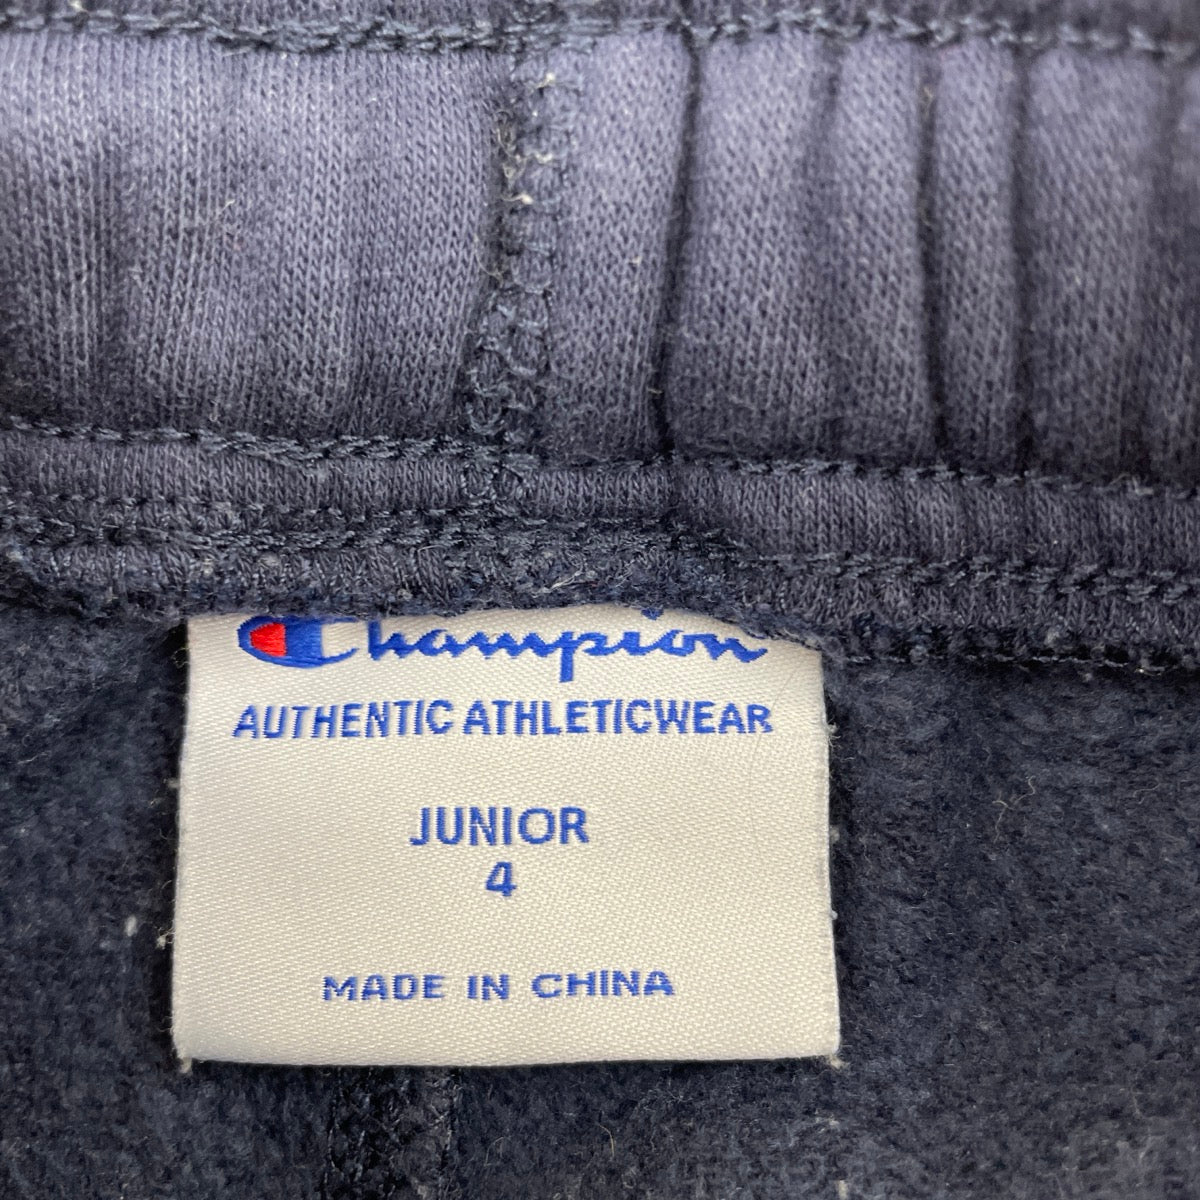 Champion
AUTHENTIC ATHLETICWEAR
JUNIOR
4
MADE IN CHINA